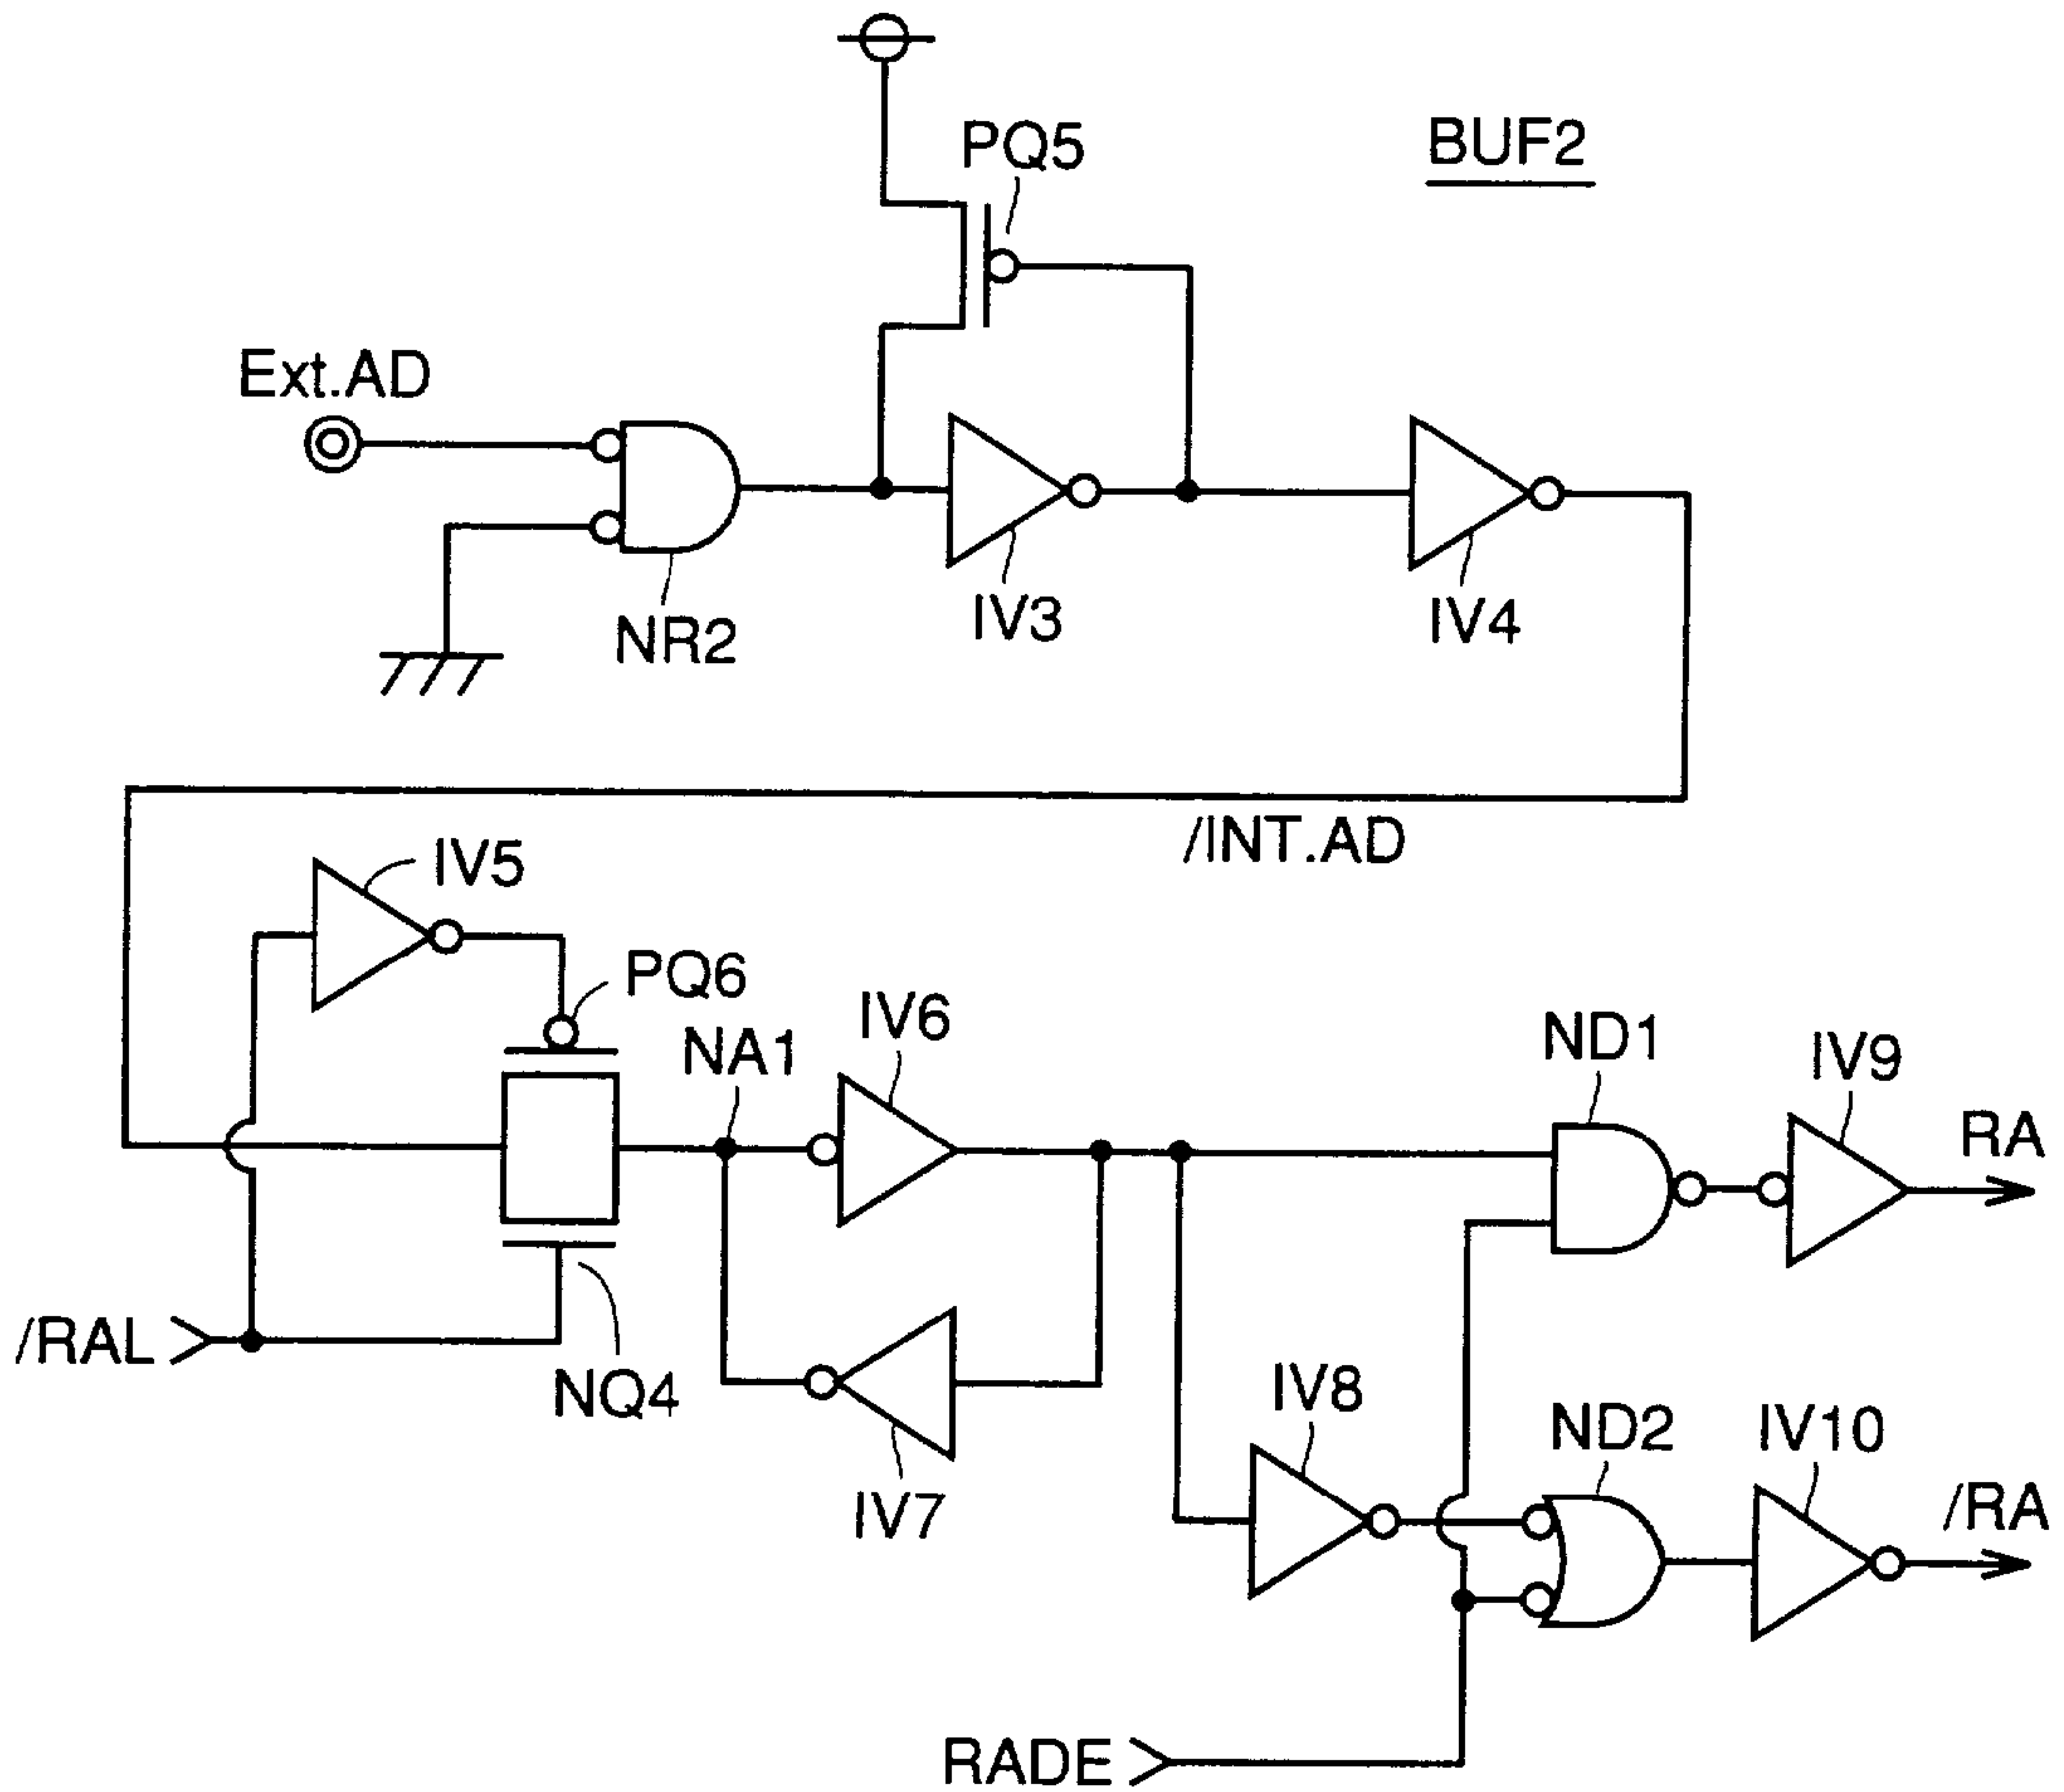 PQ5
BUF2
Ext.AD
NR2
IV3
IV4
/INT.AD
IV5
PQ6
NA1
IV6
ND1
IV9
RA
/RAL
NQ4
IV7
IV8
ND2
IV10
/RA
RADE